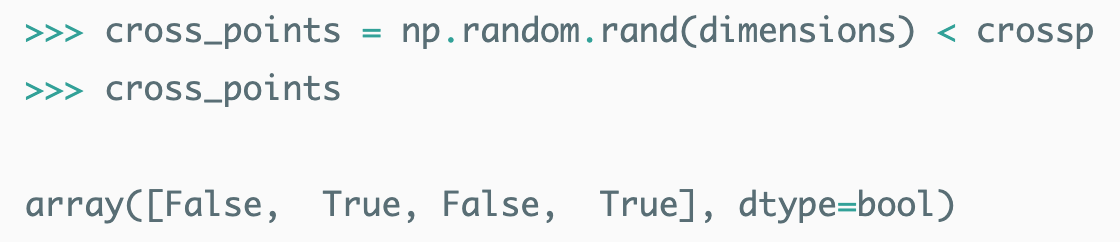 >>> cross_points = np.random.rand(dimensions) < crossp
>>> cross_points
array([False,  True, False,  True], dtype=bool)